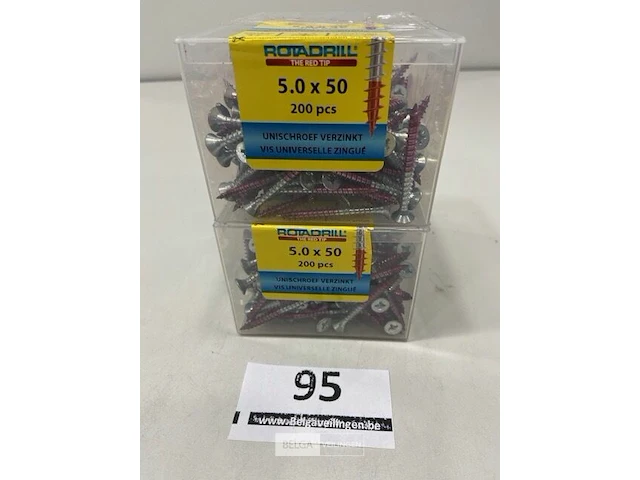 ROTADRILL
THE RED TIP
5.0 x 50
200 pcs
UNISCHROEF VERZINKT
VIS UNIVERSELLE ZINGUÉ
ROTADRILL
THE RED TIP
5.0 x 50
200 pcs
UNISCHROEF VERZINKT
VIS UNIVERSELLE ZINGUÉ
95
www.Belgaveilingen.be
BELGA VEILINGEN